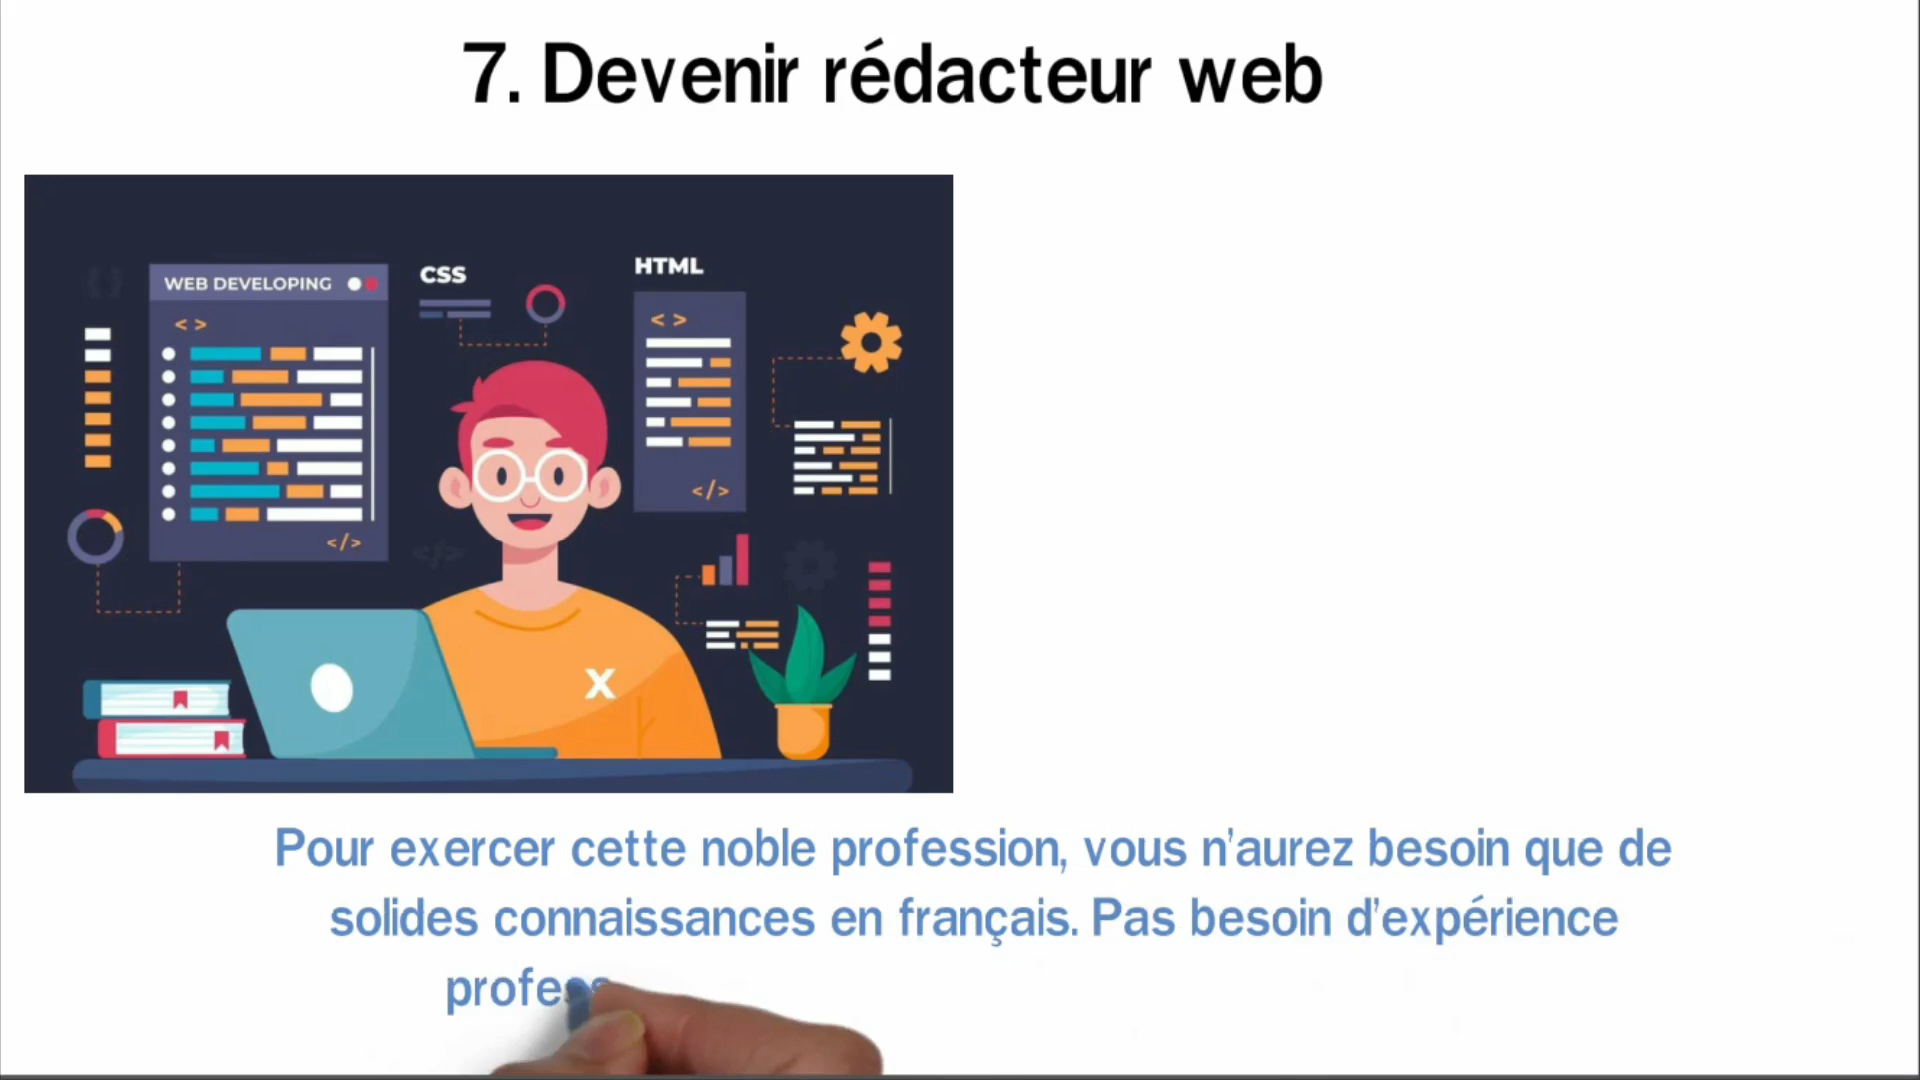 7. Devenir rédacteur web
WEB DEVELOPING
CSS
HTML
< >
< >
</>
</>
X
Pour exercer cette noble profession, vous n'aurez besoin que de
solides connaissances en français. Pas besoin d'expérience